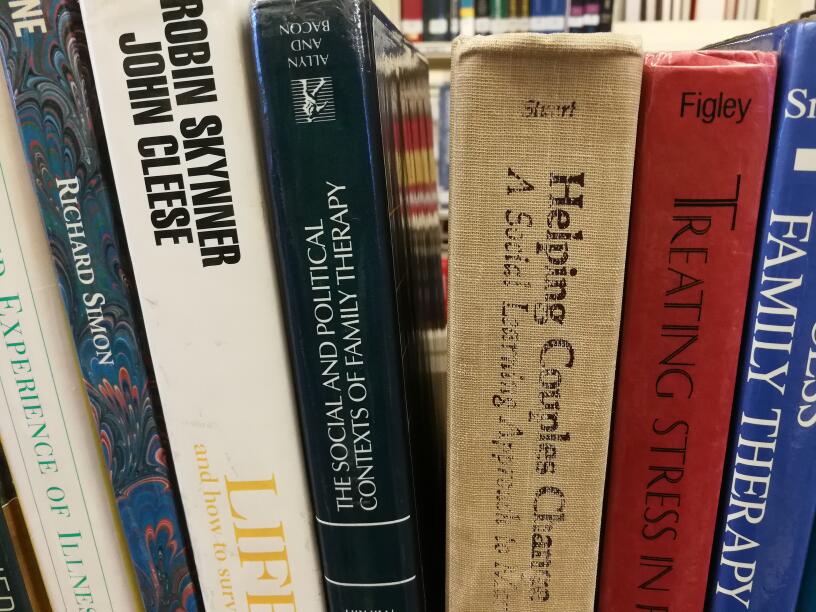 EXPERIENCE OF ILLNES
NE
RICHARD SIMON
ROBIN SKYNNER
JOHN CLEESE
LIFE
and how to surv
ALLYN
AND
BACON
THE SOCIAL AND POLITICAL
CONTEXTS OF FAMILY THERAPY
Stuart
Helping Couples Change
A Social Learning Approach to
Figley
TREATING STRESS IN F
FAMILY THERAPY